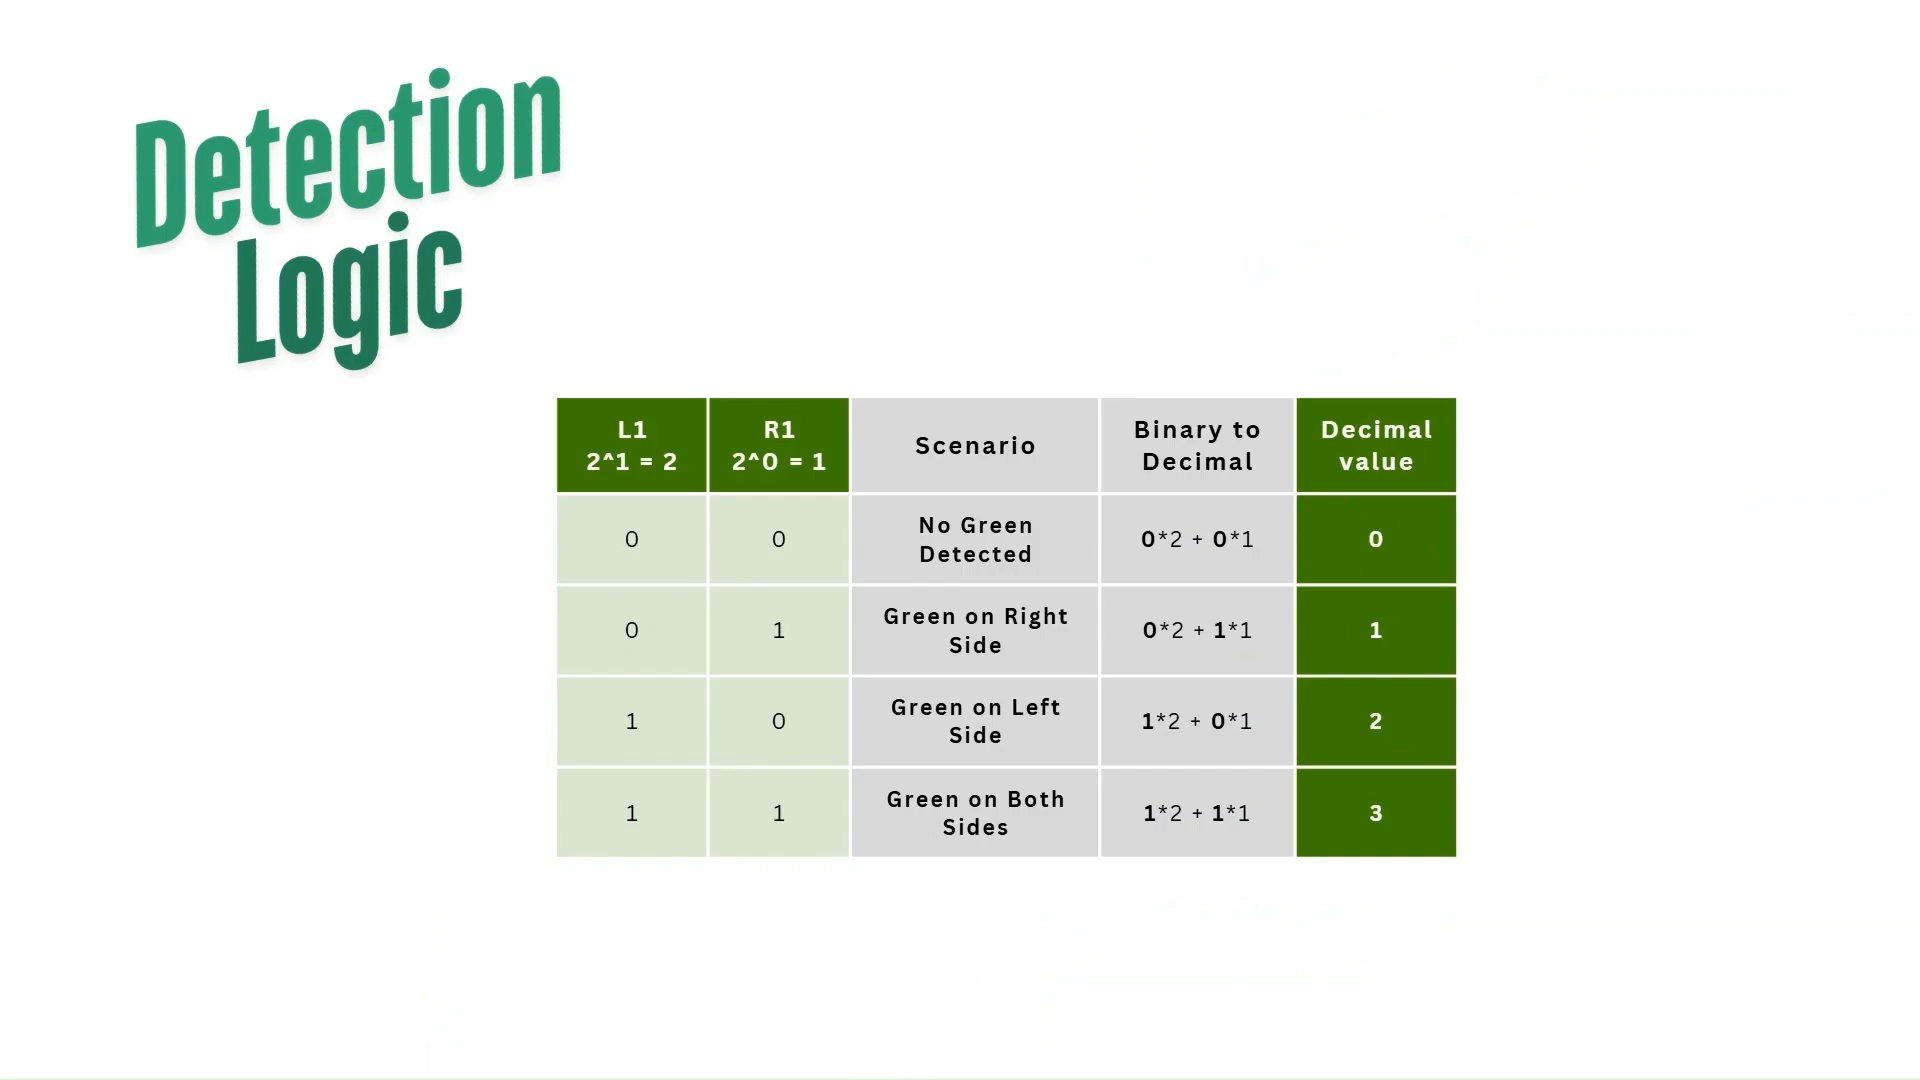 Detection
Logic
L1
2^1 = 2
R1
2^0 = 1
Scenario
Binary to
Decimal
Decimal
value
0
0
No Green
Detected
0*2 + 0*1
0
0
1
Green on Right
Side
0*2 + 1*1
1
1
0
Green on Left
Side
1*2 + 0*1
2
1
1
Green on Both
Sides
1*2 + 1*1
3